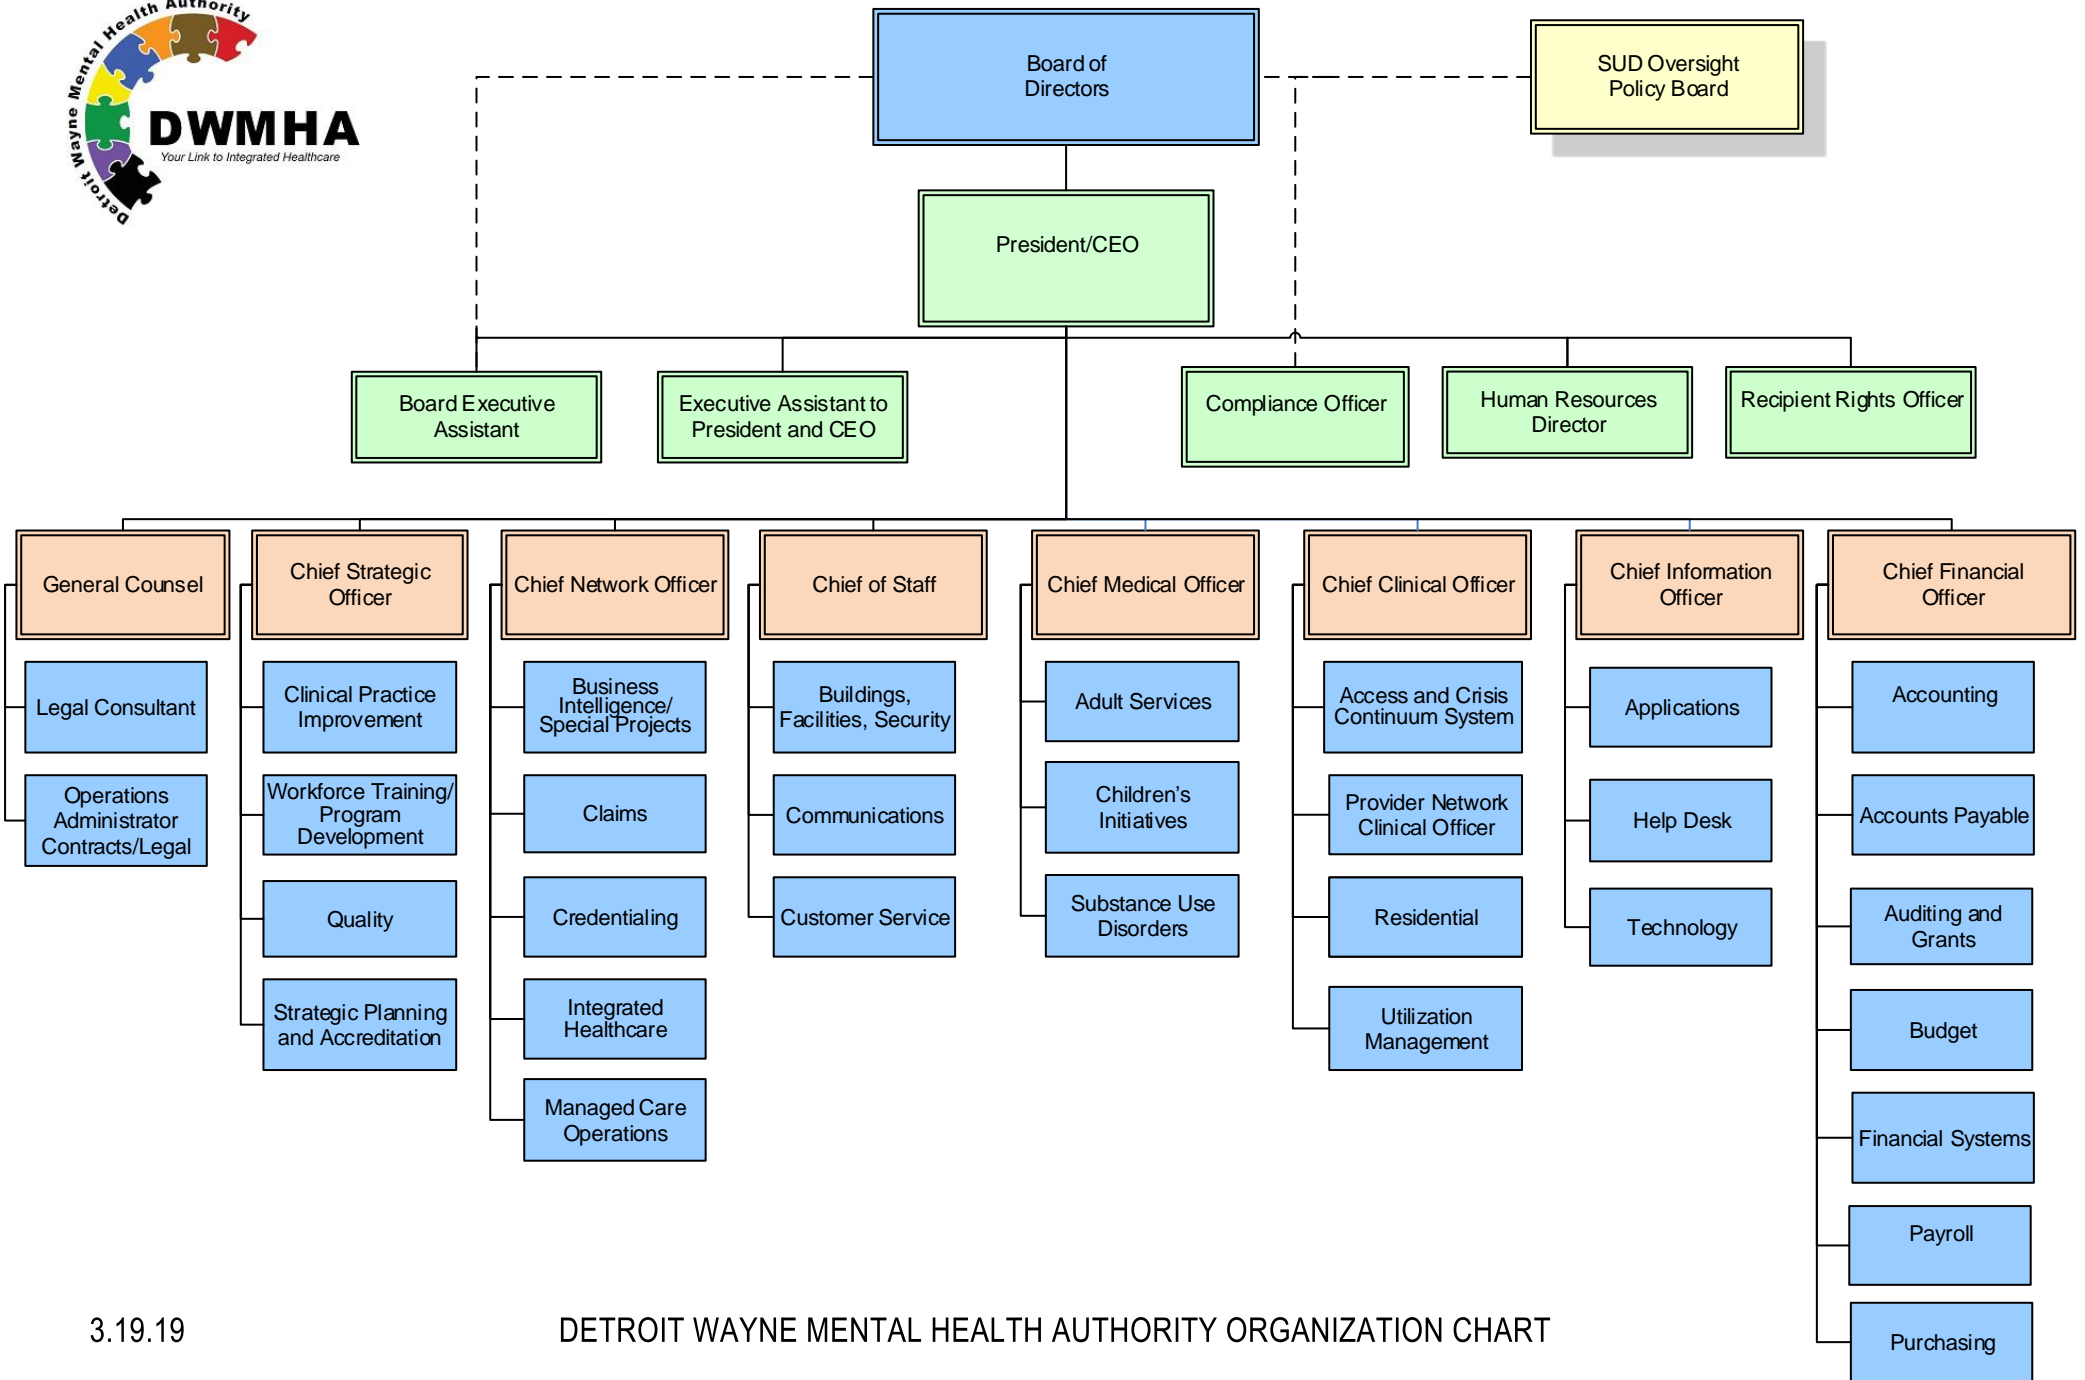 Detroit Wayne Mental Health Authority
DWMHA
Your Link to Integrated Healthcare
Board of
Directors
SUD Oversight
Policy Board
President/CEO
Board Executive
Assistant
Executive Assistant to
President and CEO
Compliance Officer
Human Resources
Director
Recipient Rights Officer
General Counsel
Legal Consultant
Operations
Administrator
Contracts/Legal
Chief Strategic
Officer
Clinical Practice
Improvement
Workforce Training/
Program
Development
Quality
Strategic Planning
and Accreditation
Chief Network Officer
Business
Intelligence/
Special Projects
Claims
Credentialing
Integrated
Healthcare
Managed Care
Operations
Chief of Staff
Buildings,
Facilities, Security
Communications
Customer Service
Chief Medical Officer
Adult Services
Children’s
Initiatives
Substance Use
Disorders
Chief Clinical Officer
Access and Crisis
Continuum System
Provider Network
Clinical Officer
Residential
Utilization
Management
Chief Information
Officer
Applications
Help Desk
Technology
Chief Financial
Officer
Accounting
Accounts Payable
Auditing and
Grants
Budget
Financial Systems
Payroll
Purchasing
3.19.19
DETROIT WAYNE MENTAL HEALTH AUTHORITY ORGANIZATION CHART